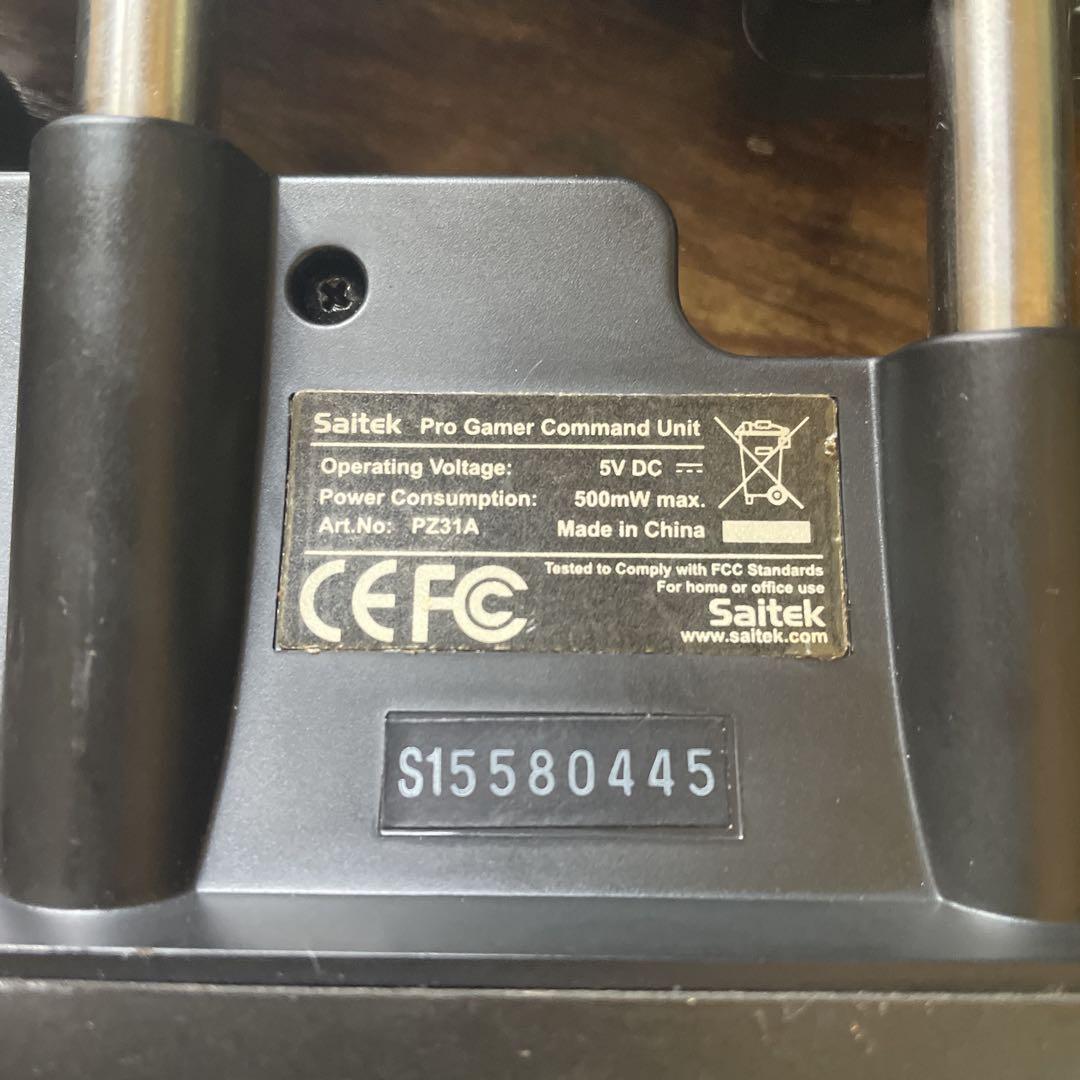 Saitek Pro Gamer Command Unit
Operating Voltage: 5V DC
Power Consumption: 500mW max.
Art.No: PZ31A Made in China
CE FC Tested to Comply with FCC Standards
For home or office use
Saitek
www.saitek.com
S15580445